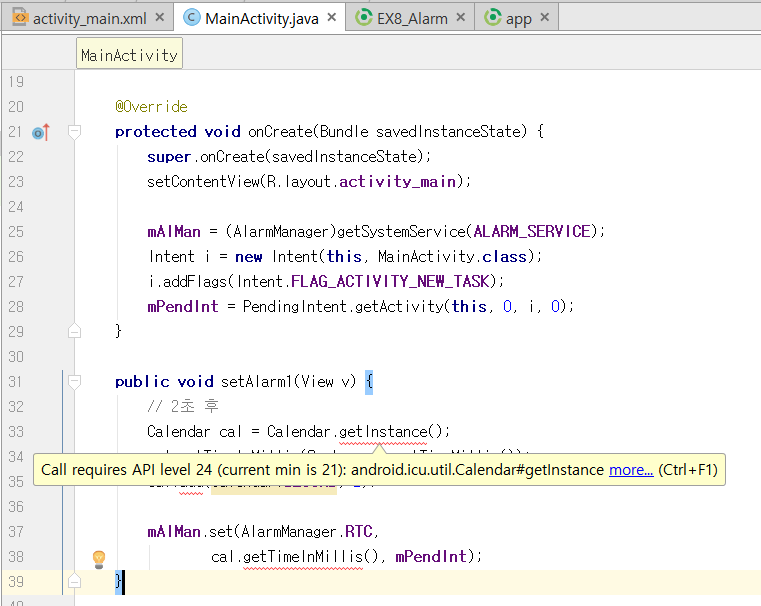 activity_main.xml MainActivity.java EX8_Alarm app
MainActivity
19
20 @Override
21 protected void onCreate(Bundle savedInstanceState) {
22 super.onCreate(savedInstanceState);
23 setContentView(R.layout.activity_main);
24
25 mAlMan = (AlarmManager)getSystemService(ALARM_SERVICE);
26 Intent i = new Intent(this, MainActivity.class);
27 i.addFlags(Intent.FLAG_ACTIVITY_NEW_TASK);
28 mPendInt = PendingIntent.getActivity(this, 0, i, 0);
29 }
30
31 public void setAlarm1(View v) {
32 // 2초 후
33 Calendar cal = Calendar.getInstance();
34
Call requires API level 24 (current min is 21): android.icu.util.Calendar#getInstance more... (Ctrl+F1)
35
36
37 mAlMan.set(AlarmManager.RTC,
38 cal.getTimeInMillis(), mPendInt);
39 }